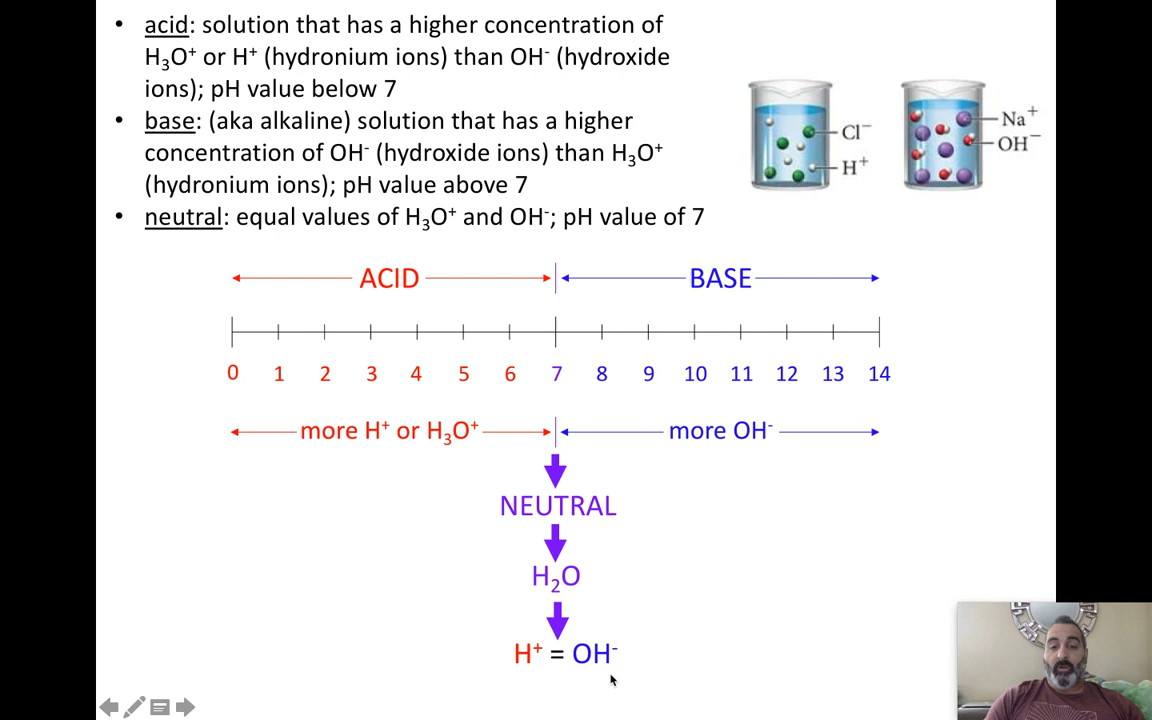 • acid: solution that has a higher concentration of
H₃O⁺ or H⁺ (hydronium ions) than OH⁻ (hydroxide
ions); pH value below 7
• base: (aka alkaline) solution that has a higher
concentration of OH⁻ (hydroxide ions) than H₃O⁺
(hydronium ions); pH value above 7
• neutral: equal values of H₃O⁺ and OH⁻; pH value of 7
Cl⁻
H⁺
Na⁺
OH⁻
ACID BASE
0 1 2 3 4 5 6 7 8 9 10 11 12 13 14
more H⁺ or H₃O⁺ more OH⁻
NEUTRAL
H₂O
H⁺ = OH⁻